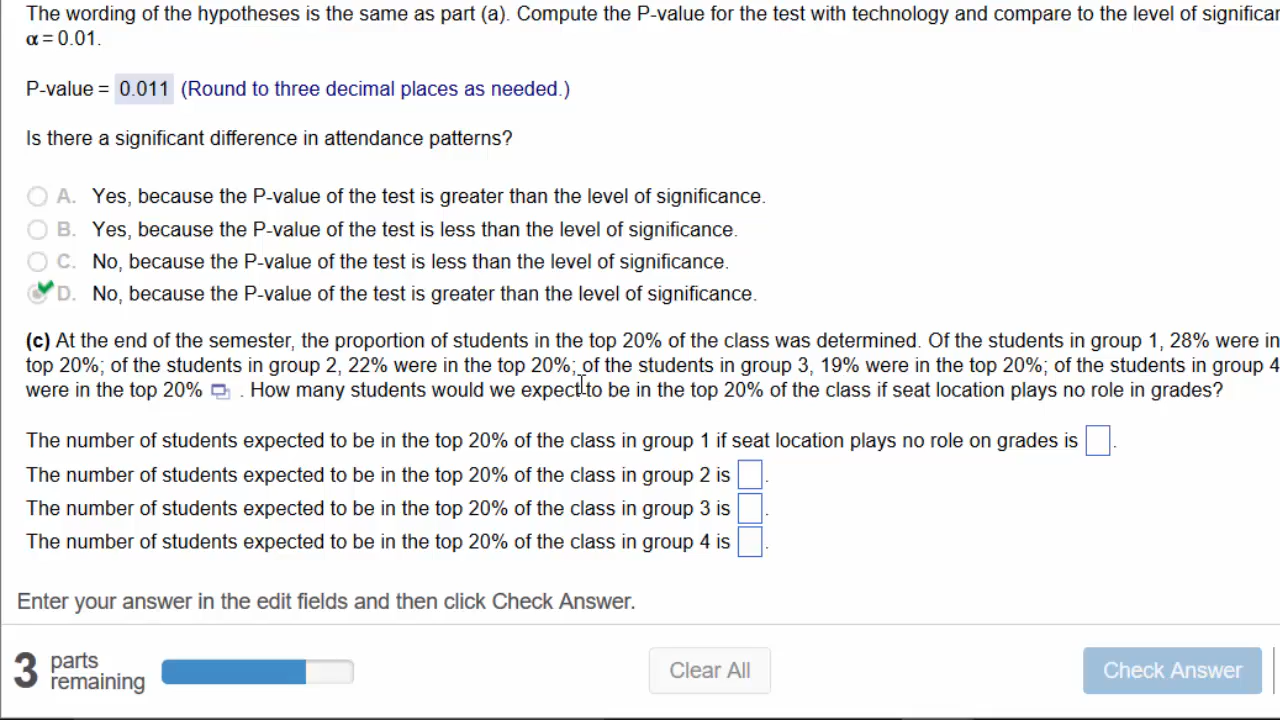 The wording of the hypotheses is the same as part (a). Compute the P-value for the test with technology and compare to the level of
α = 0.01.
P-value = 0.011 (Round to three decimal places as needed.)
Is there a significant difference in attendance patterns?
A. Yes, because the P-value of the test is greater than the level of significance.
B. Yes, because the P-value of the test is less than the level of significance.
C. No, because the P-value of the test is less than the level of significance.
D. No, because the P-value of the test is greater than the level of significance.
(c) At the end of the semester, the proportion of students in the top 20% of the class was determined. Of the students in group 1, 28% were in
top 20%; of the students in group 2, 22% were in the top 20%; of the students in group 3, 19% were in the top 20%; of the students in group 4
were in the top 20% . How many students would we expect to be in the top 20% of the class if seat location plays no role in grades?
The number of students expected to be in the top 20% of the class in group 1 if seat location plays no role on grades is .
The number of students expected to be in the top 20% of the class in group 2 is .
The number of students expected to be in the top 20% of the class in group 3 is .
The number of students expected to be in the top 20% of the class in group 4 is .
Enter your answer in the edit fields and then click Check Answer.
3 parts
remaining
Clear All
Check Answer